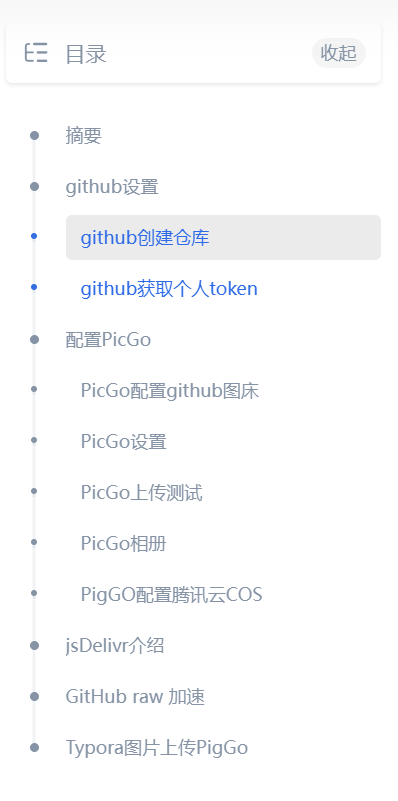 目录
收起
摘要
github设置
github创建仓库
github获取个人token
配置PicGo
PicGo配置github图床
PicGo设置
PicGo上传测试
PicGo相册
PigGO配置腾讯云COS
jsDelivr介绍
GitHub raw 加速
Typora图片上传PigGo